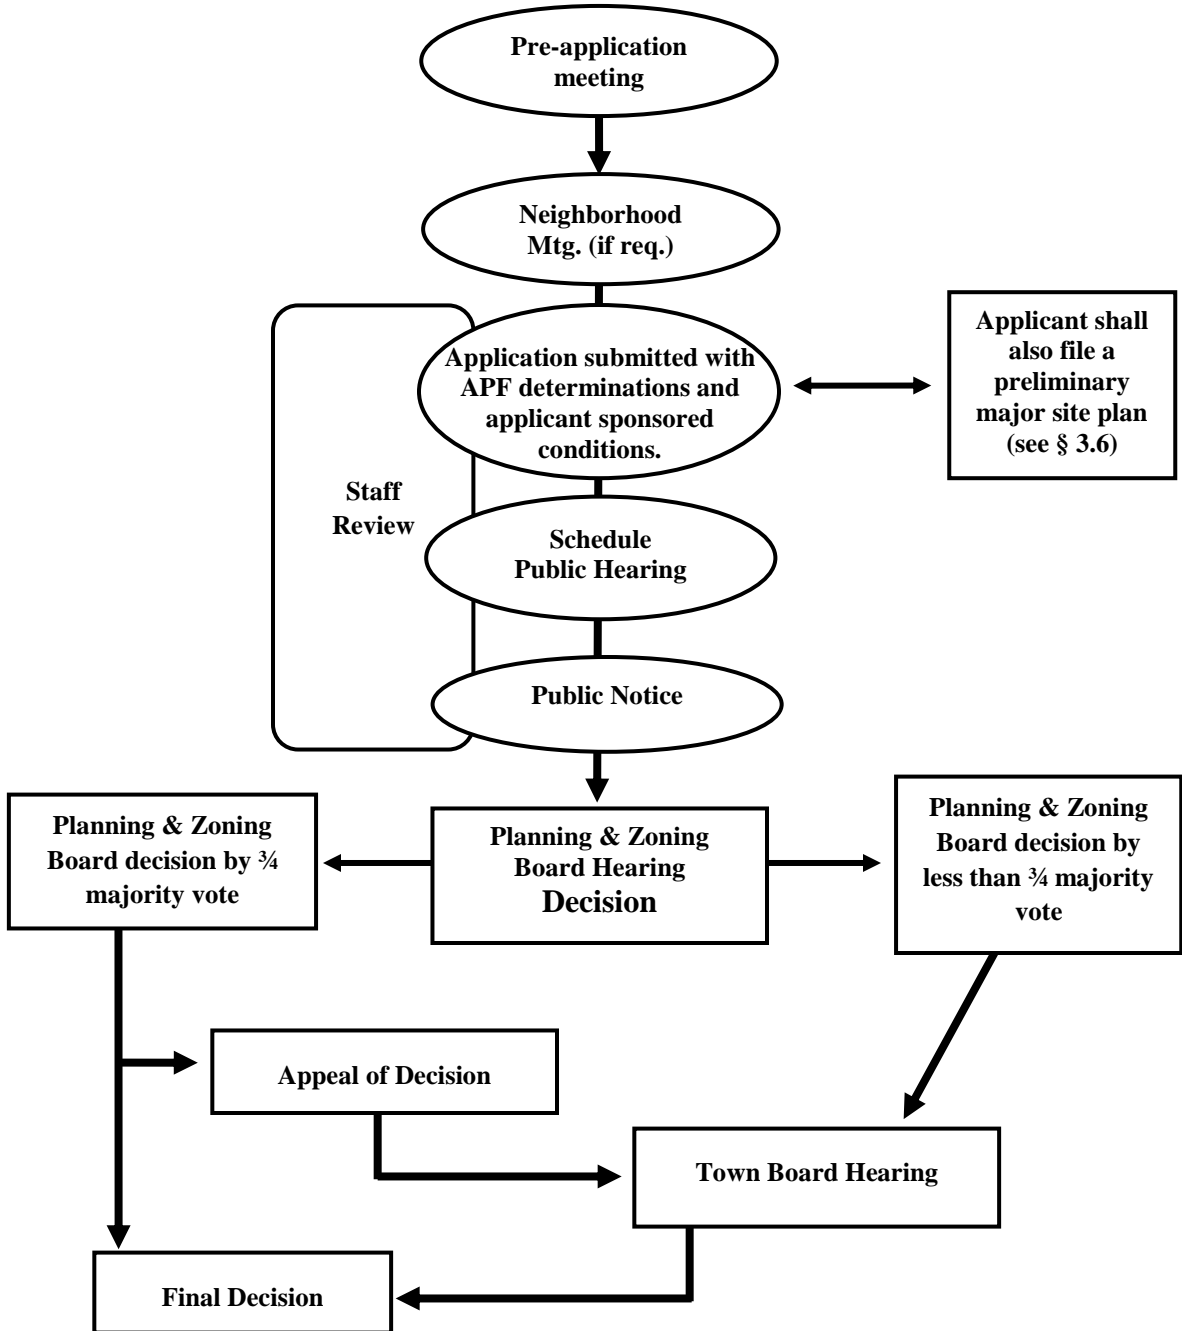 Pre-application
meeting
Neighborhood
Mtg. (if req.)
Application submitted with
APF determinations and
applicant sponsored
conditions.
Applicant shall
also file a
preliminary
major site plan
(see § 3.6)
Staff
Review
Schedule
Public Hearing
Public Notice
Planning & Zoning
Board decision by ¾
majority vote
Planning & Zoning
Board Hearing
Decision
Planning & Zoning
Board decision by
less than ¾ majority
vote
Appeal of Decision
Town Board Hearing
Final Decision